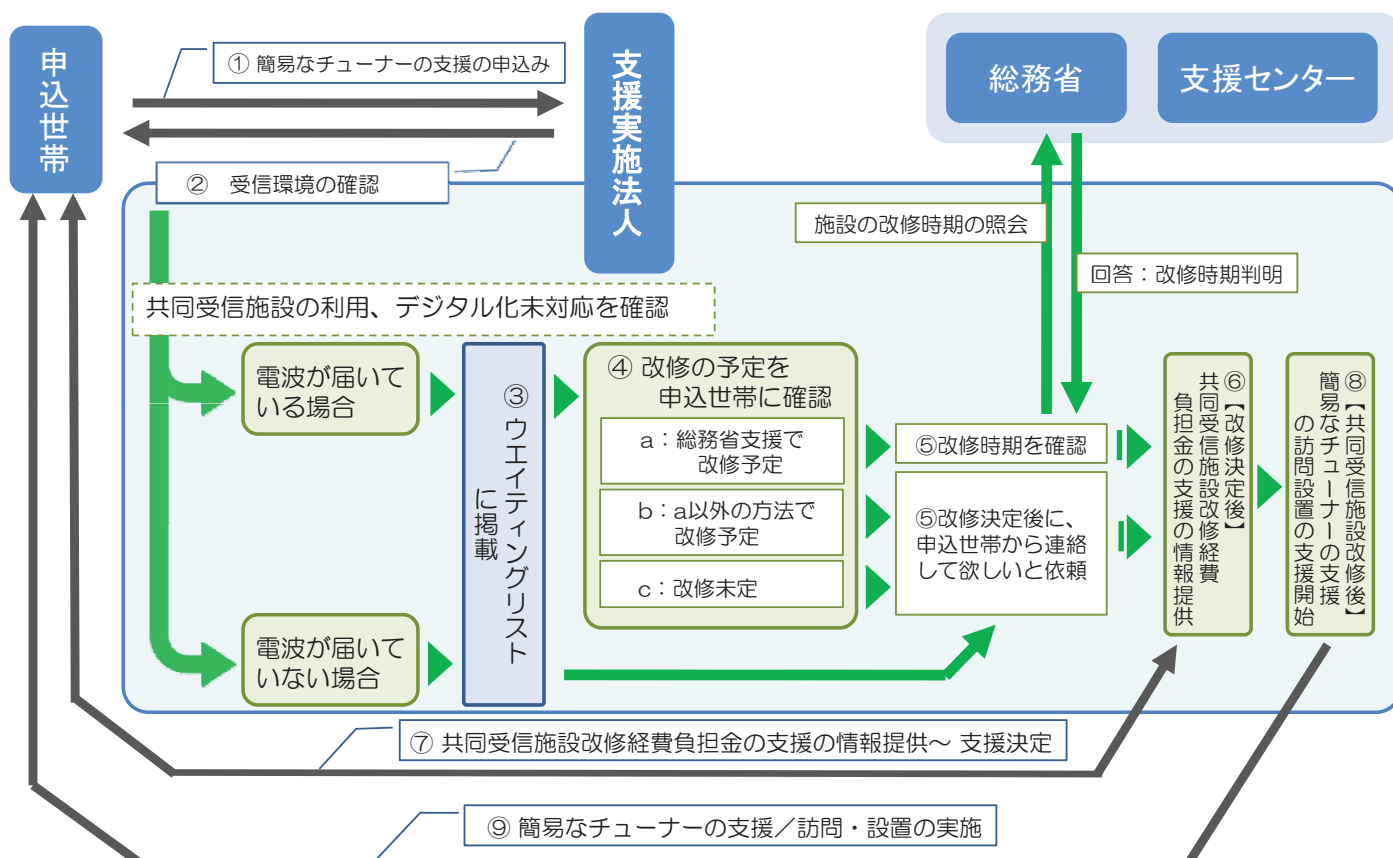 申込世帯
① 簡易なチューナーの支援の申込み
支援実施法人
総務省
支援センター
② 受信環境の確認
施設の改修時期の照会
回答：改修時期判明
共同受信施設の利用、デジタル化未対応を確認
電波が届いて
いる場合
③ウエイティングリスト
に掲載
④ 改修の予定を
申込世帯に確認
a：総務省支援で
改修予定
b：a以外の方法で
改修予定
c：改修未定
⑤改修時期を確認
⑤改修決定後に、
申込世帯から連絡
して欲しいと依頼
⑥【改修決定後】
共同受信施設改修経費
負担金の支援の情報提供
⑧【共同受信施設改修後】
簡易なチューナーの支援
の訪問設置の支援開始
電波が届いて
いない場合
⑦ 共同受信施設改修経費負担金の支援の情報提供～ 支援決定
⑨ 簡易なチューナーの支援／訪問・設置の実施